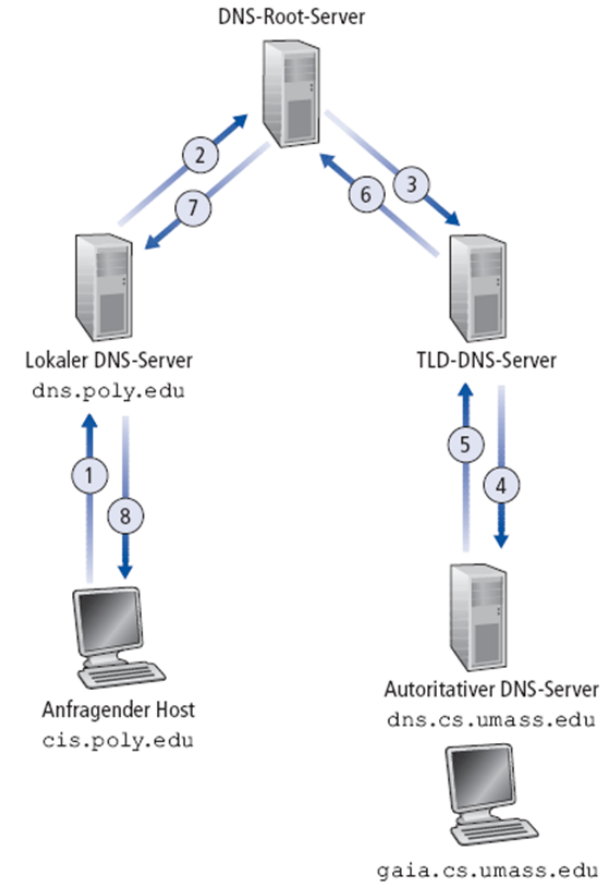 DNS-Root-Server
2
3
7
6
Lokaler DNS-Server
dns.poly.edu
TLD-DNS-Server
1
8
5
4
Anfragender Host
cis.poly.edu
Autoritativer DNS-Server
dns.cs.umass.edu
gaia.cs.umass.edu